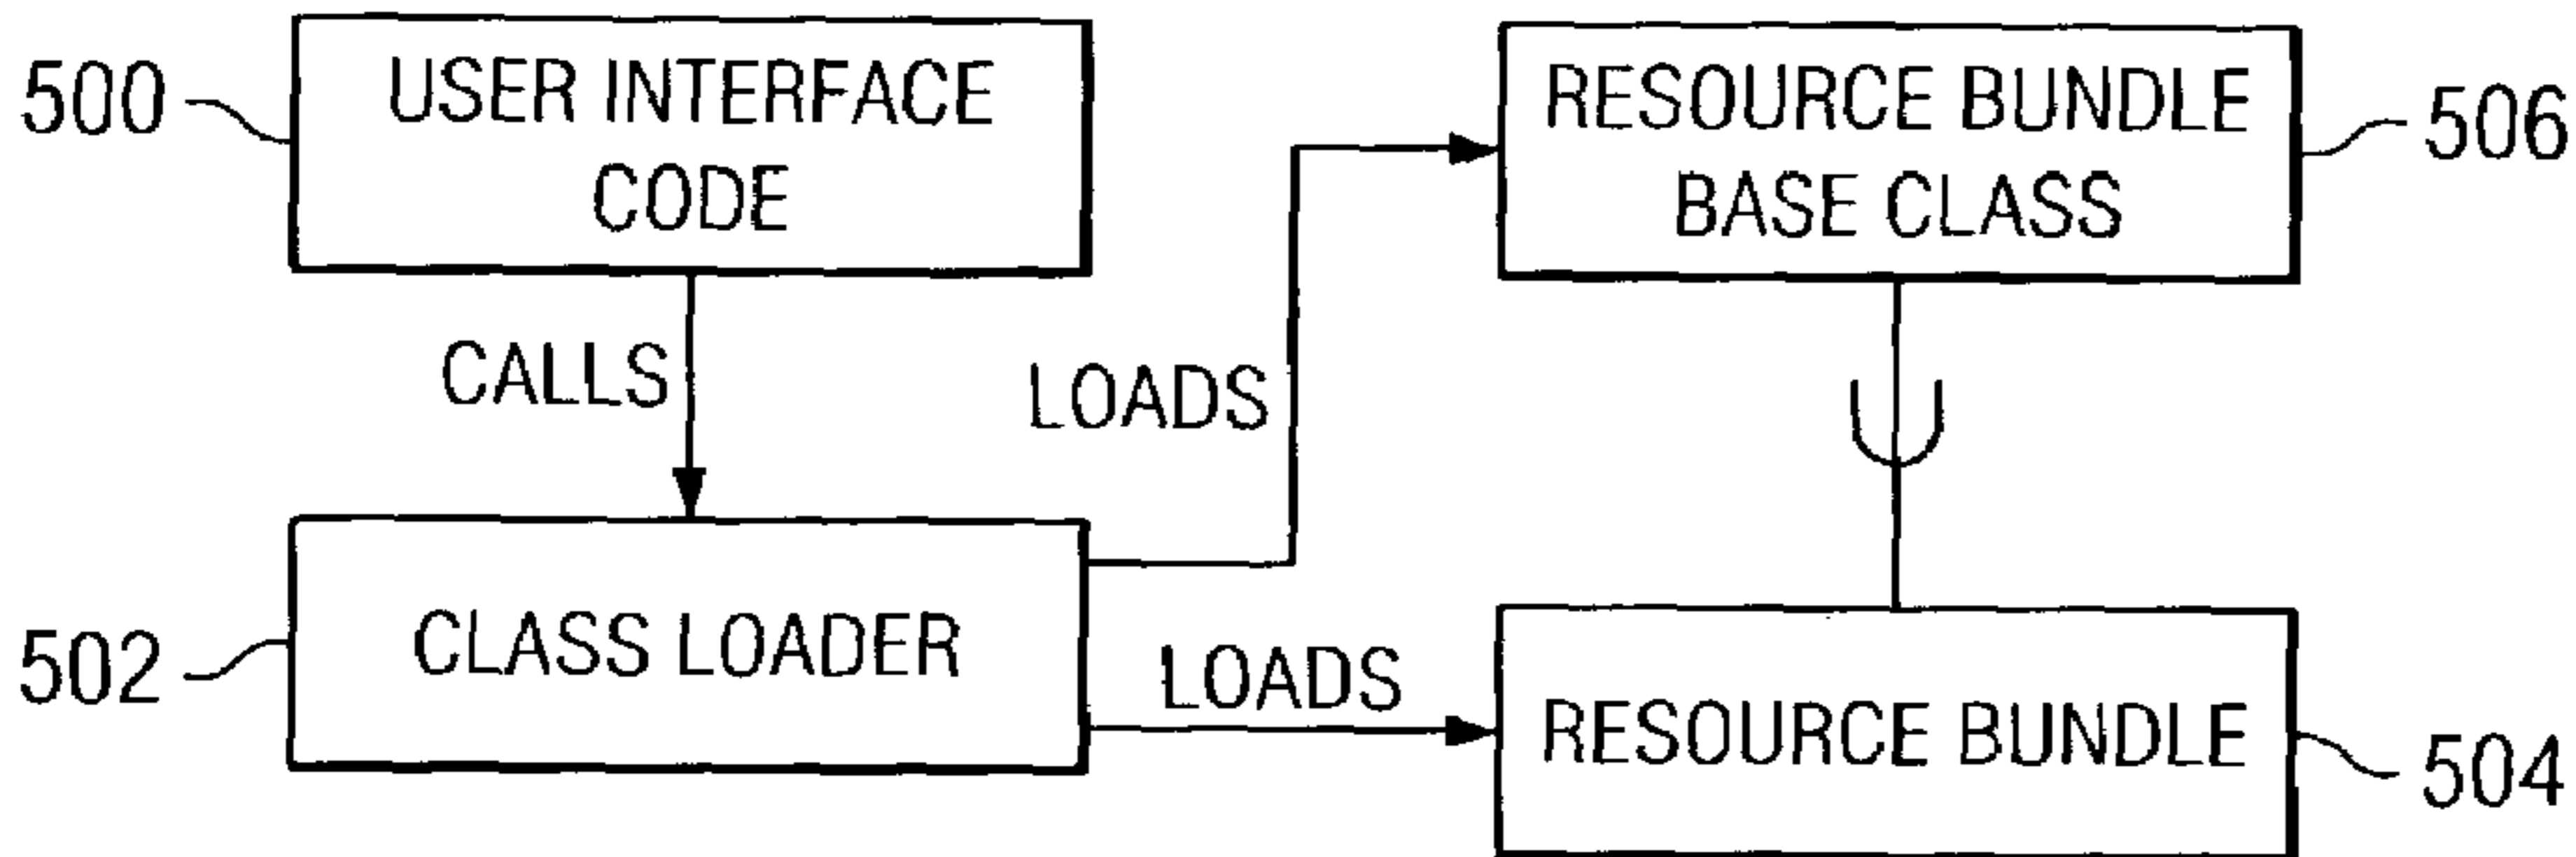 500
USER INTERFACE
CODE
RESOURCE BUNDLE
BASE CLASS
506
CALLS
LOADS
502
CLASS LOADER
LOADS
RESOURCE BUNDLE
504